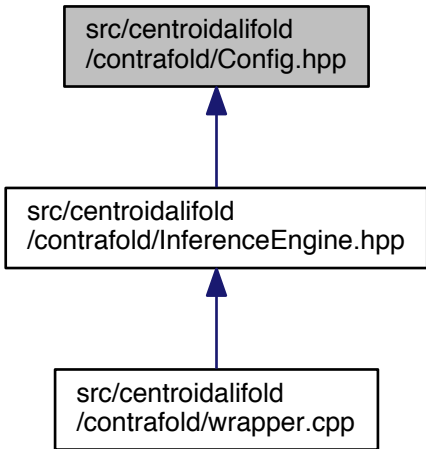 src/centroidalifold
/contrafold/Config.hpp
src/centroidalifold
/contrafold/InferenceEngine.hpp
src/centroidalifold
/contrafold/wrapper.cpp